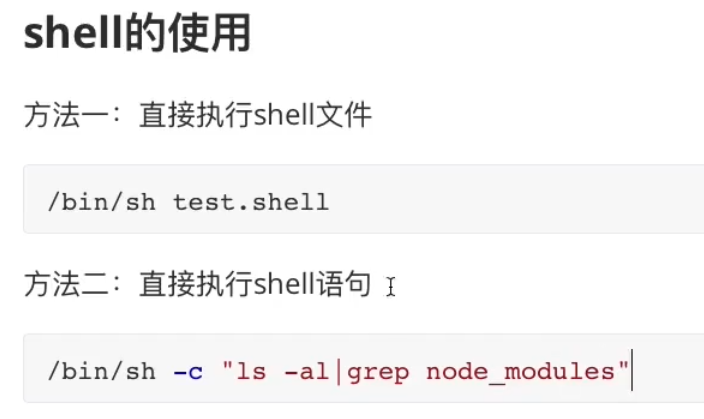 shell的使用
方法一：直接执行shell文件
/bin/sh test.shell
方法二：直接执行shell语句
/bin/sh -c "ls -al|grep node_modules"